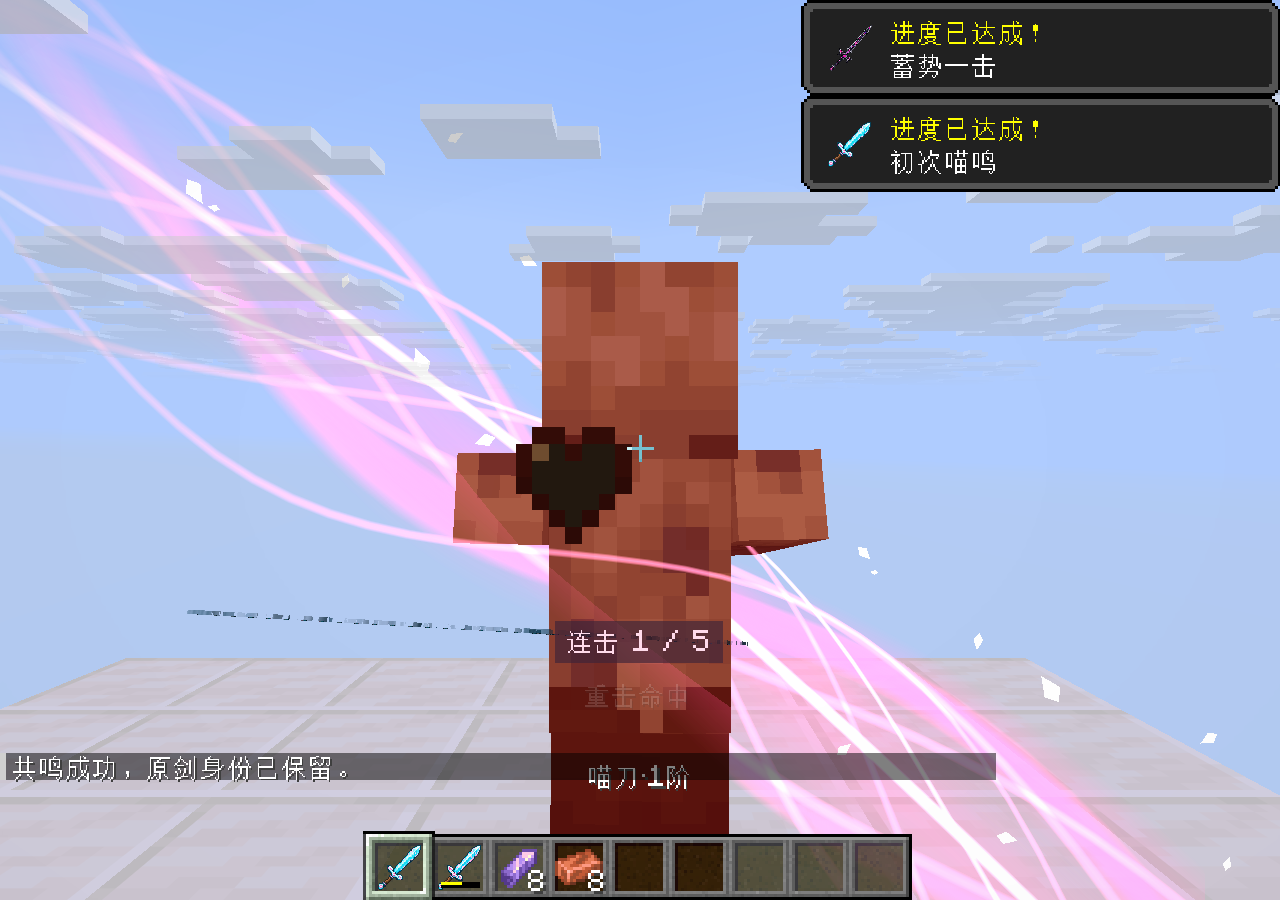 进度已达成！
蓄势一击
进度已达成！
初次喵鸣
连击 1 / 5
重击命中
共鸣成功，原剑身份已保留。
喵刀·1阶
8
8